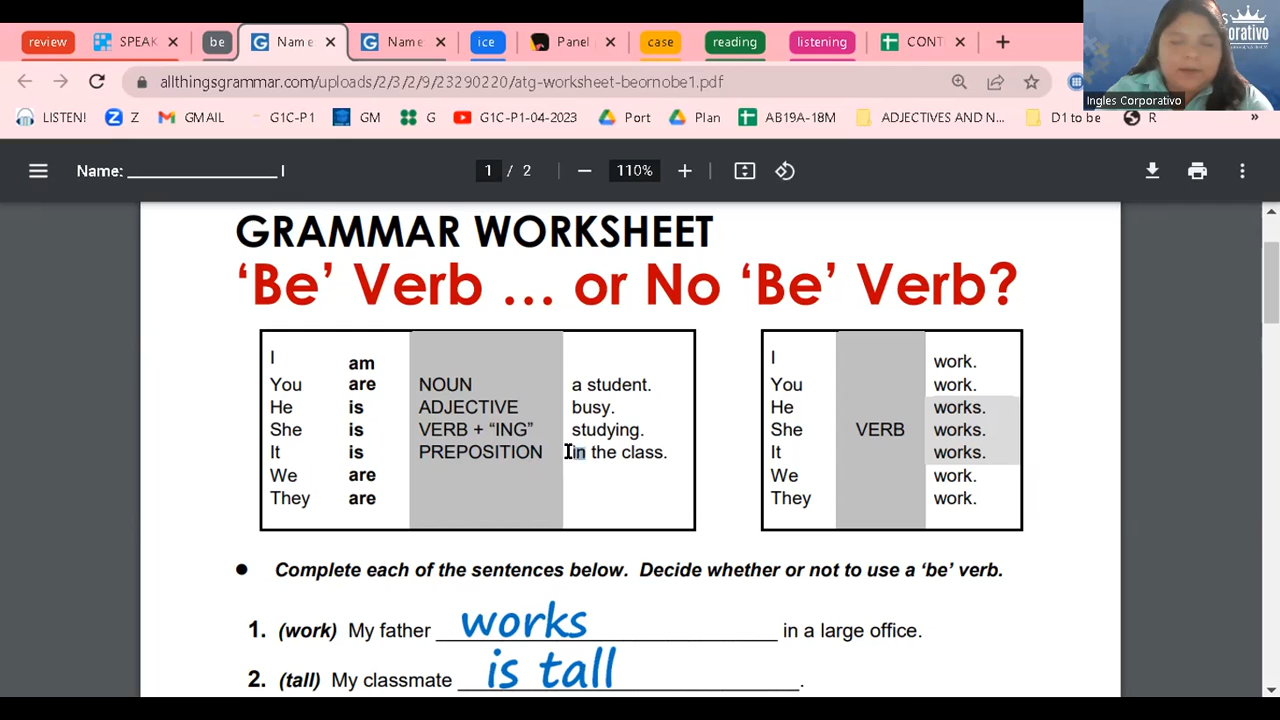 review SPEAK be Name Name ice Panel case reading listening CONT
allthingsgrammar.com/uploads/2/3/2/9/23290220/atg-worksheet-beornobe1.pdf
Ingles Corporativo
LISTEN! Z GMAIL G1C-P1 GM G G1C-P1-04-2023 Port Plan AB19A-18M ADJECTIVES AND N... D1 to be R »
Name: ______________ I 1 / 2 110%
GRAMMAR WORKSHEET
‘Be’ Verb … or No ‘Be’ Verb?
I am
You are NOUN a student.
He is ADJECTIVE busy.
She is VERB + “ING” studying.
It is PREPOSITION in the class.
We are
They are
I work.
You work.
He works.
She VERB works.
It works.
We work.
They work.
• Complete each of the sentences below. Decide whether or not to use a ‘be’ verb.
1. (work) My father works in a large office.
2. (tall) My classmate is tall .